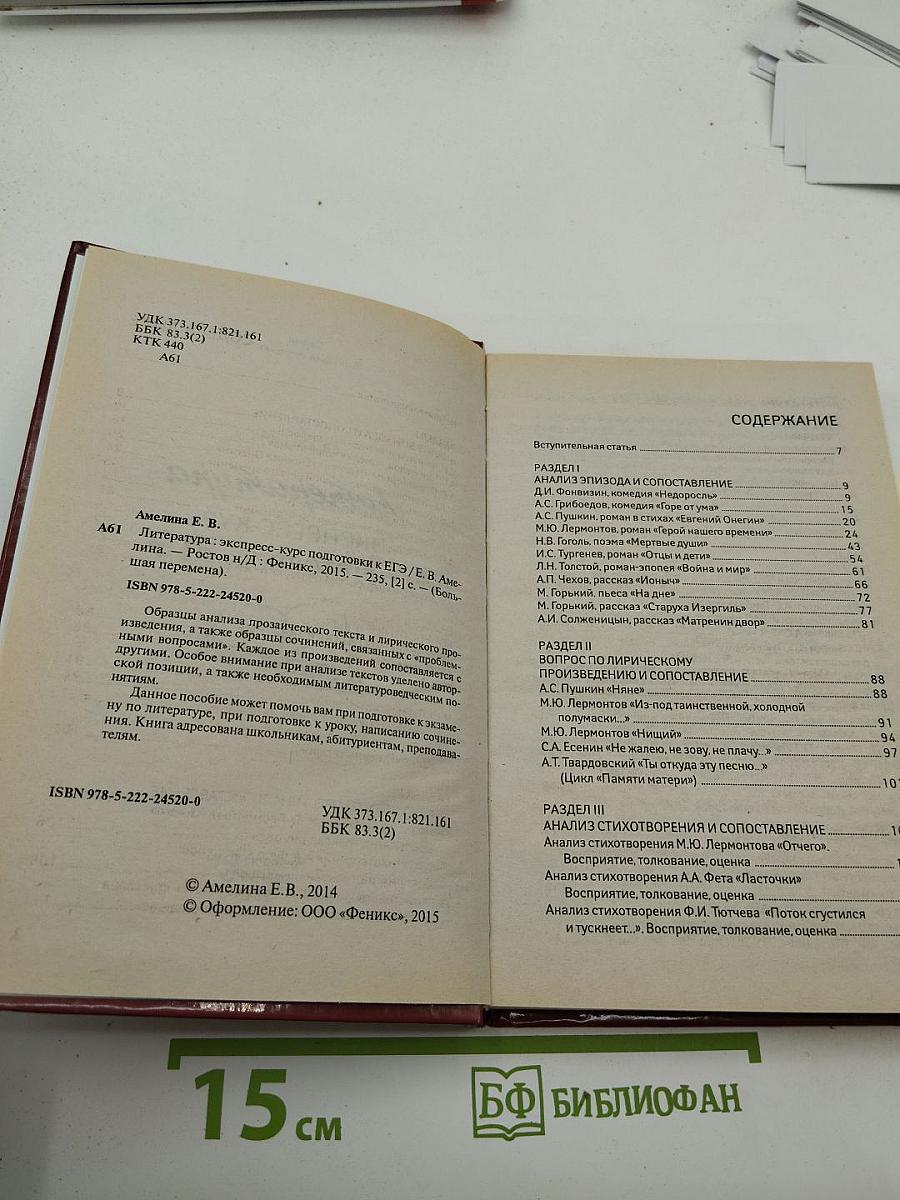 УДК 373.167.1:821.161
ББК 83.3(2)
КТК 440
А61
Амелина Е. В.
А61 Литература : экспресс-курс подготовки к ЕГЭ / Е. В. Аме-
лина. — Ростов н/Д : Феникс, 2015. — 235, [2] с. — (Боль-
шая перемена).
ISBN 978-5-222-24520-0
Образцы анализа прозаического текста и лирического про-
изведения, а также образцы сочинений, связанных с «проблем-
ными вопросами». Каждое из произведений сопоставляется с
другими. Особое внимание при анализе текстов уделено автор-
ской позиции, а также необходимым литературоведческим по-
нятиям.
Данное пособие может помочь вам при подготовке к экзаме-
ну по литературе, при подготовке к уроку, написанию сочине-
ния. Книга адресована школьникам, абитуриентам, преподава-
телям.
ISBN 978-5-222-24520-0
УДК 373.167.1:821.161
ББК 83.3(2)
© Амелина Е.В., 2014
© Оформление: ООО «Феникс», 2015
СОДЕРЖАНИЕ
Вступительная статья 7
РАЗДЕЛ I
АНАЛИЗ ЭПИЗОДА И СОПОСТАВЛЕНИЕ 9
Д.И. Фонвизин, комедия «Недоросль» 9
А.С. Грибоедов, комедия «Горе от ума» 15
А.С. Пушкин, роман в стихах «Евгений Онегин» 20
М.Ю. Лермонтов, роман «Герой нашего времени» 24
Н.В. Гоголь, поэма «Мертвые души» 43
И.С. Тургенев, роман «Отцы и дети» 54
Л.Н. Толстой, роман-эпопея «Война и мир» 61
А.П. Чехов, рассказ «Ионыч» 66
М. Горький, пьеса «На дне» 72
М. Горький, рассказ «Старуха Изергиль» 77
А.И. Солженицын, рассказ «Матренин двор» 81
РАЗДЕЛ II
ВОПРОС ПО ЛИРИЧЕСКОМУ
ПРОИЗВЕДЕНИЮ И СОПОСТАВЛЕНИЕ 88
А.С. Пушкин «Няне» 88
М.Ю. Лермонтов «Из-под таинственной, холодной
полумаски...» 91
М.Ю. Лермонтов «Нищий» 94
С.А. Есенин «Не жалею, не зову, не плачу...» 97
А.Т. Твардовский «Ты откуда эту песню...»
(Цикл «Памяти матери») 101
РАЗДЕЛ III
АНАЛИЗ СТИХОТВОРЕНИЯ И СОПОСТАВЛЕНИЕ
Анализ стихотворения М.Ю. Лермонтова «Отчего».
Восприятие, толкование, оценка
Анализ стихотворения А.А. Фета «Ласточки»
Восприятие, толкование, оценка
Анализ стихотворения Ф.И. Тютчева «Поток сгустился
и тускнеет...». Восприятие, толкование, оценка
15 см
БФ БИБЛИОФАН